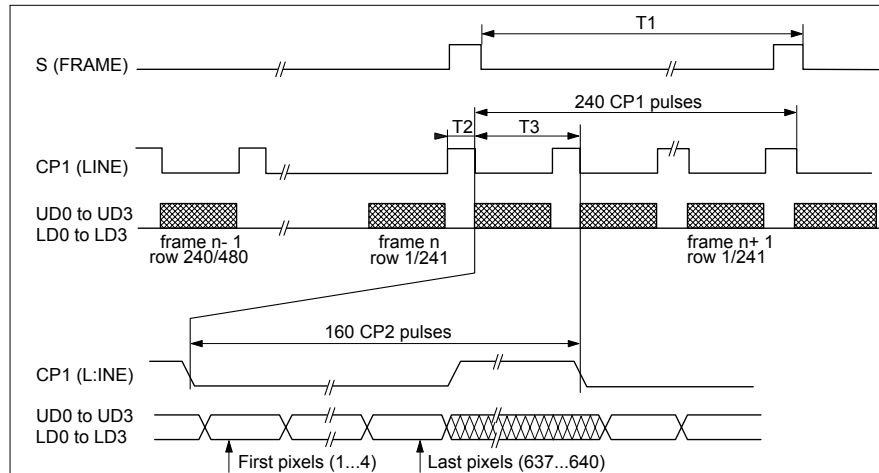 T1
S (FRAME)
240 CP1 pulses
T2
T3
CP1 (LINE)
UD0 to UD3
LD0 to LD3
frame n- 1
row 240/480
frame n
row 1/241
frame n+ 1
row 1/241
160 CP2 pulses
CP1 (L:INE)
UD0 to UD3
LD0 to LD3
First pixels (1...4)
Last pixels (637...640)